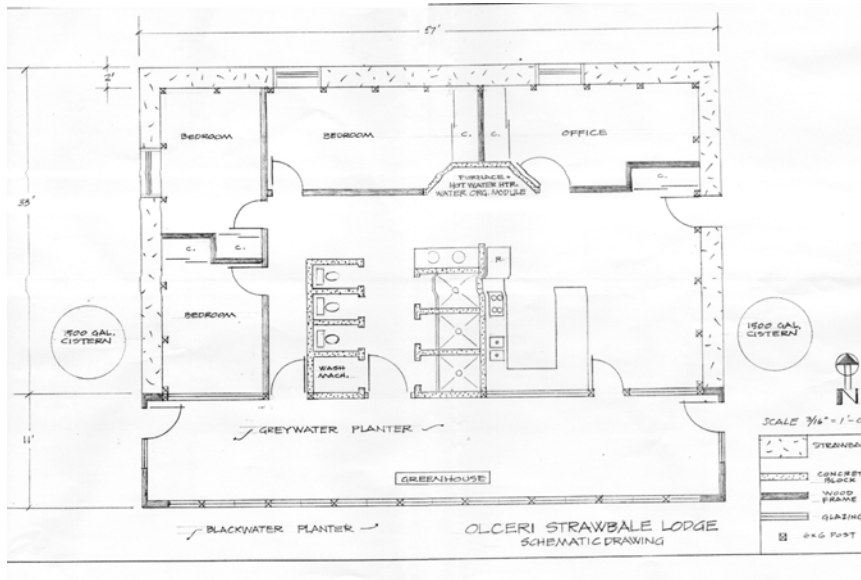 57'
2'
BEDROOM
BEDROOM
C.
C.
OFFICE
FURNACE +
HOT WATER HTR.
WATER ORG. MODULE
C.
33'
C.
C.
R.
BEDROOM
1500 GAL.
CISTERN
1500 GAL.
CISTERN
WASH
MACH.
N
11'
GREYWATER PLANTER
SCALE 3/16" = 1'-
STRAWBA
GREENHOUSE
CONCRET
BLOCK
WOOD
FRAME
GLAZING
6x6 POST
BLACKWATER PLANTER
OLCERI STRAWBALE LODGE
SCHEMATIC DRAWING